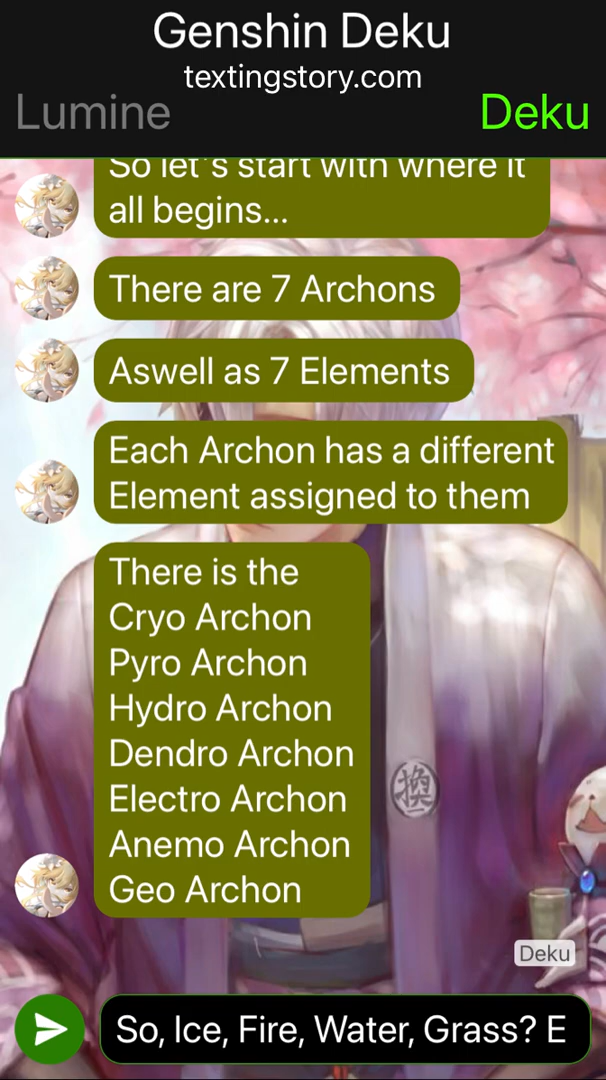 Genshin Deku
textingstory.com
Lumine
Deku
So let's start with where it
all begins...
There are 7 Archons
Aswell as 7 Elements
Each Archon has a different
Element assigned to them
There is the
Cryo Archon
Pyro Archon
Hydro Archon
Dendro Archon
Electro Archon
Anemo Archon
Geo Archon
換
Deku
So, Ice, Fire, Water, Grass? E